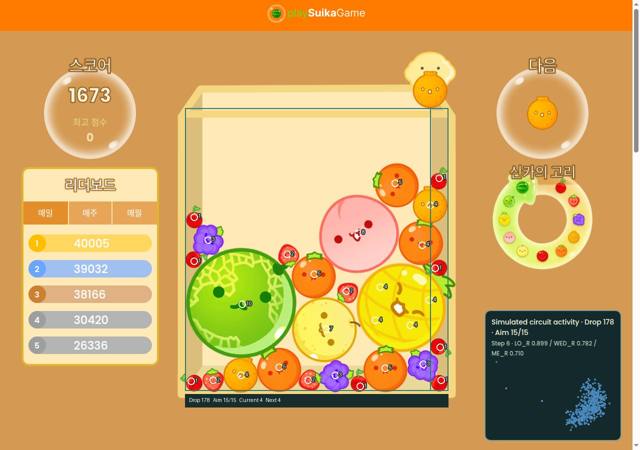 playSuikaGame
스코어
1673
최고 점수
0
다음
리더보드
매일 매주 매월
1 40005
2 39032
3 38166
4 30420
5 26336
신카의 고리
Simulated circuit activity · Drop 178
· Aim 15/15
Step 6 · LO_R 0.899 / WED_R 0.782 /
ME_R 0.710
Drop 178 Aim 15/15 Current 4 Next 4